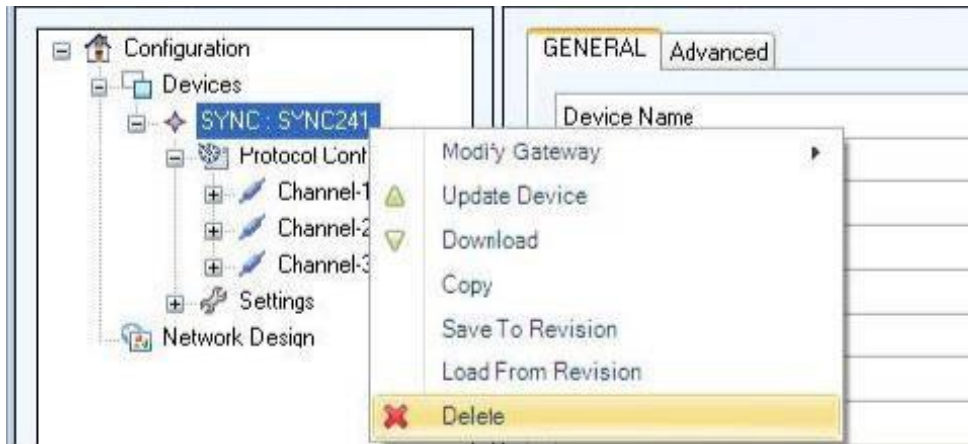 Configuration
Devices
SYNC : SYNC241
Protocol Conf
Channel-1
Channel-2
Channel-3
Settings
Network Design
GENERAL Advanced
Device Name
Modify Gateway
Update Device
Download
Copy
Save To Revision
Load From Revision
Delete